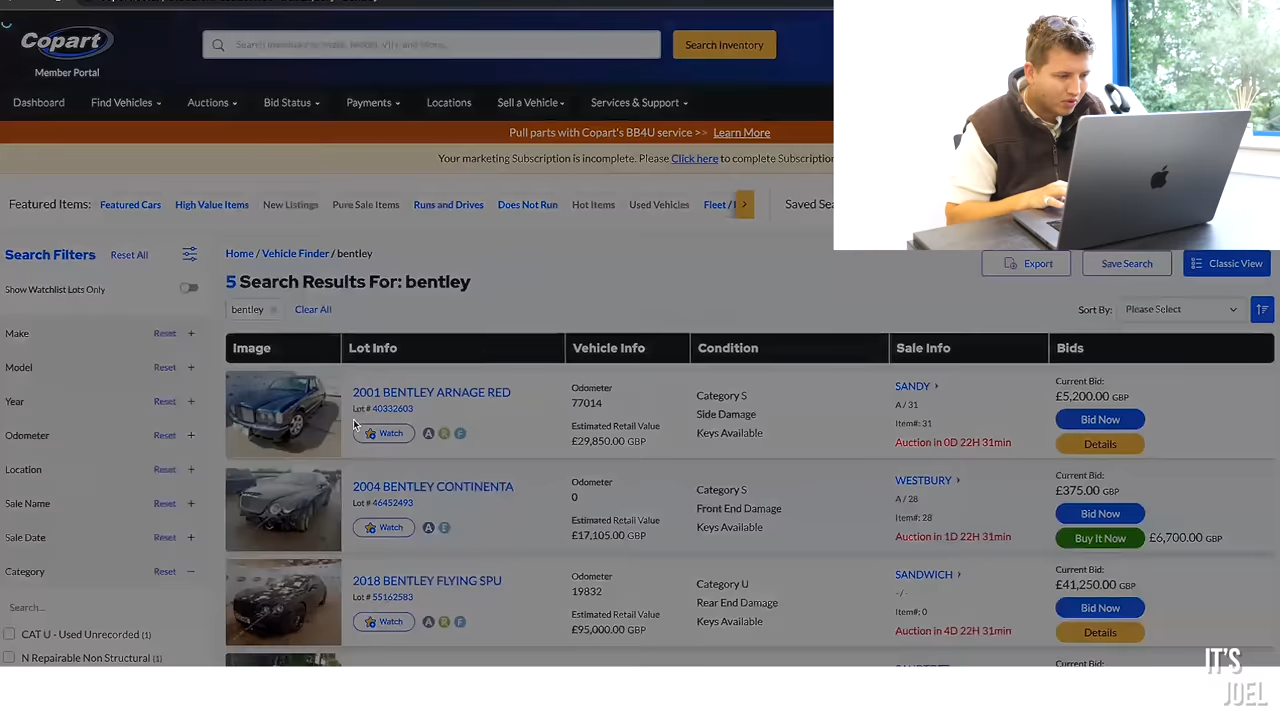 Copart
Member Portal
Search Inventory
Dashboard
Find Vehicles
Auctions
Bid Status
Payments
Locations
Sell a Vehicle
Services & Support
Pull parts with Copart's BB4U service >> Learn More
Your marketing Subscription is incomplete. Please Click here to complete Subscription
Featured Items: Featured Cars High Value Items New Listings Pure Sale Items Runs and Drives Does Not Run Hot Items Used Vehicles Fleet / >
Saved Sea
Search Filters Reset All
Home / Vehicle Finder / bentley
Export
Save Search
Classic View
5 Search Results For: bentley
Show Watchlist Lots Only
bentley
Clear All
Sort By: Please Select
Make Reset +
Model Reset +
Year Reset +
Odometer Reset +
Location Reset +
Sale Name Reset +
Sale Date Reset +
Category Reset −
Search...
CAT U - Used Unrecorded (1)
N Repairable Non Structural (1)
Image Lot Info Vehicle Info Condition Sale Info Bids
2001 BENTLEY ARNAGE RED
Lot # 40332603
Watch A R F
Odometer
77014
Estimated Retail Value
£29,850.00 GBP
Category S
Side Damage
Keys Available
SANDY
A / 31
Item#: 31
Auction in 0D 22H 31min
Current Bid:
£5,200.00 GBP
Bid Now
Details
2004 BENTLEY CONTINENTA
Lot # 46452493
Watch A E
Odometer
0
Estimated Retail Value
£17,105.00 GBP
Category S
Front End Damage
Keys Available
WESTBURY
A / 28
Item#: 28
Auction in 1D 22H 31min
Current Bid:
£375.00 GBP
Bid Now
Buy It Now £6,700.00 GBP
2018 BENTLEY FLYING SPU
Lot # 55162583
Watch A R F
Odometer
19832
Estimated Retail Value
£95,000.00 GBP
Category U
Rear End Damage
Keys Available
SANDWICH
- / -
Item#: 0
Auction in 4D 22H 31min
Current Bid:
£41,250.00 GBP
Bid Now
Details
Current Bid:
IT'S
JOEL